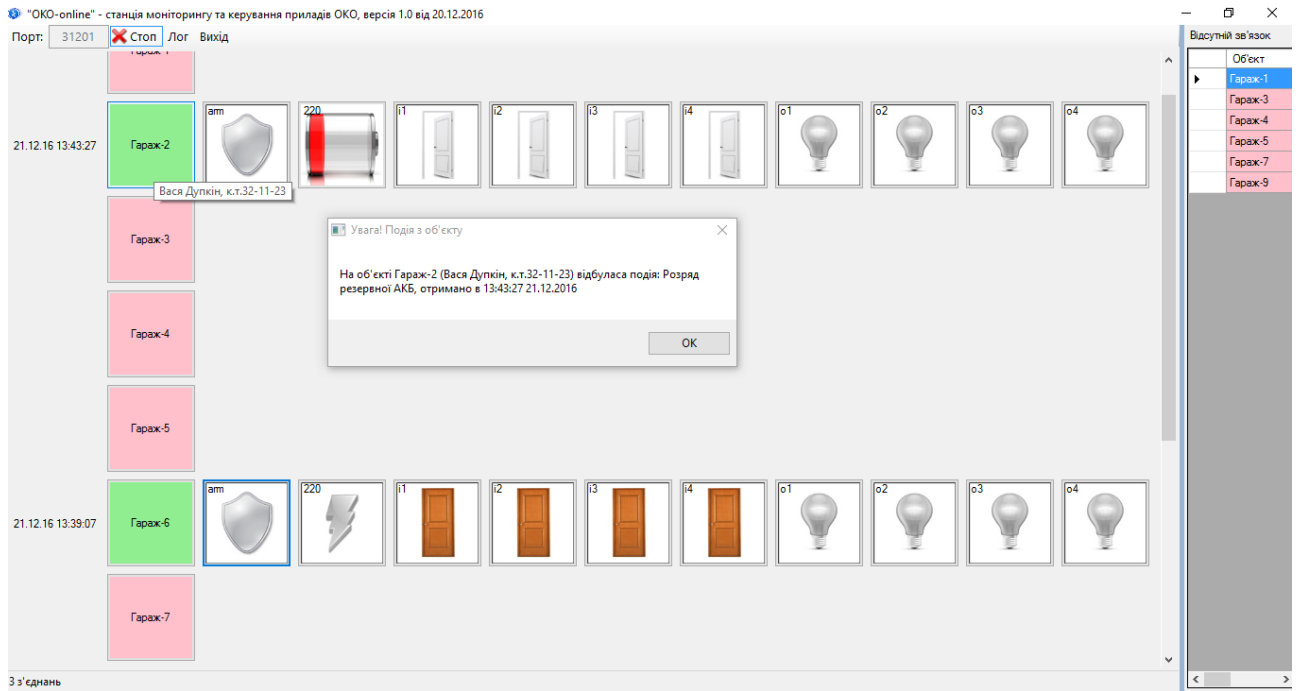 "ОКО-online" - станція моніторингу та керування приладів ОКО, версія 1.0 від 20.12.2016
Порт: 31201 Стоп Лог Вихід
Відсутній зв'язок
Об'єкт
Гараж-1
Гараж-3
Гараж-4
Гараж-5
Гараж-7
Гараж-9
Гараж-1
21.12.16 13:43:27 Гараж-2 arm 220 i1 i2 i3 i4 o1 o2 o3 o4
Вася Дупкін, к.т.32-11-23
Гараж-3
Увага! Подія з об'єкту
На об'єкті Гараж-2 (Вася Дупкін, к.т.32-11-23) відбуласа подія: Розряд
резервної АКБ, отримано в 13:43:27 21.12.2016
OK
Гараж-4
Гараж-5
21.12.16 13:39:07 Гараж-6 arm 220 i1 i2 i3 i4 o1 o2 o3 o4
Гараж-7
3 з'єднань